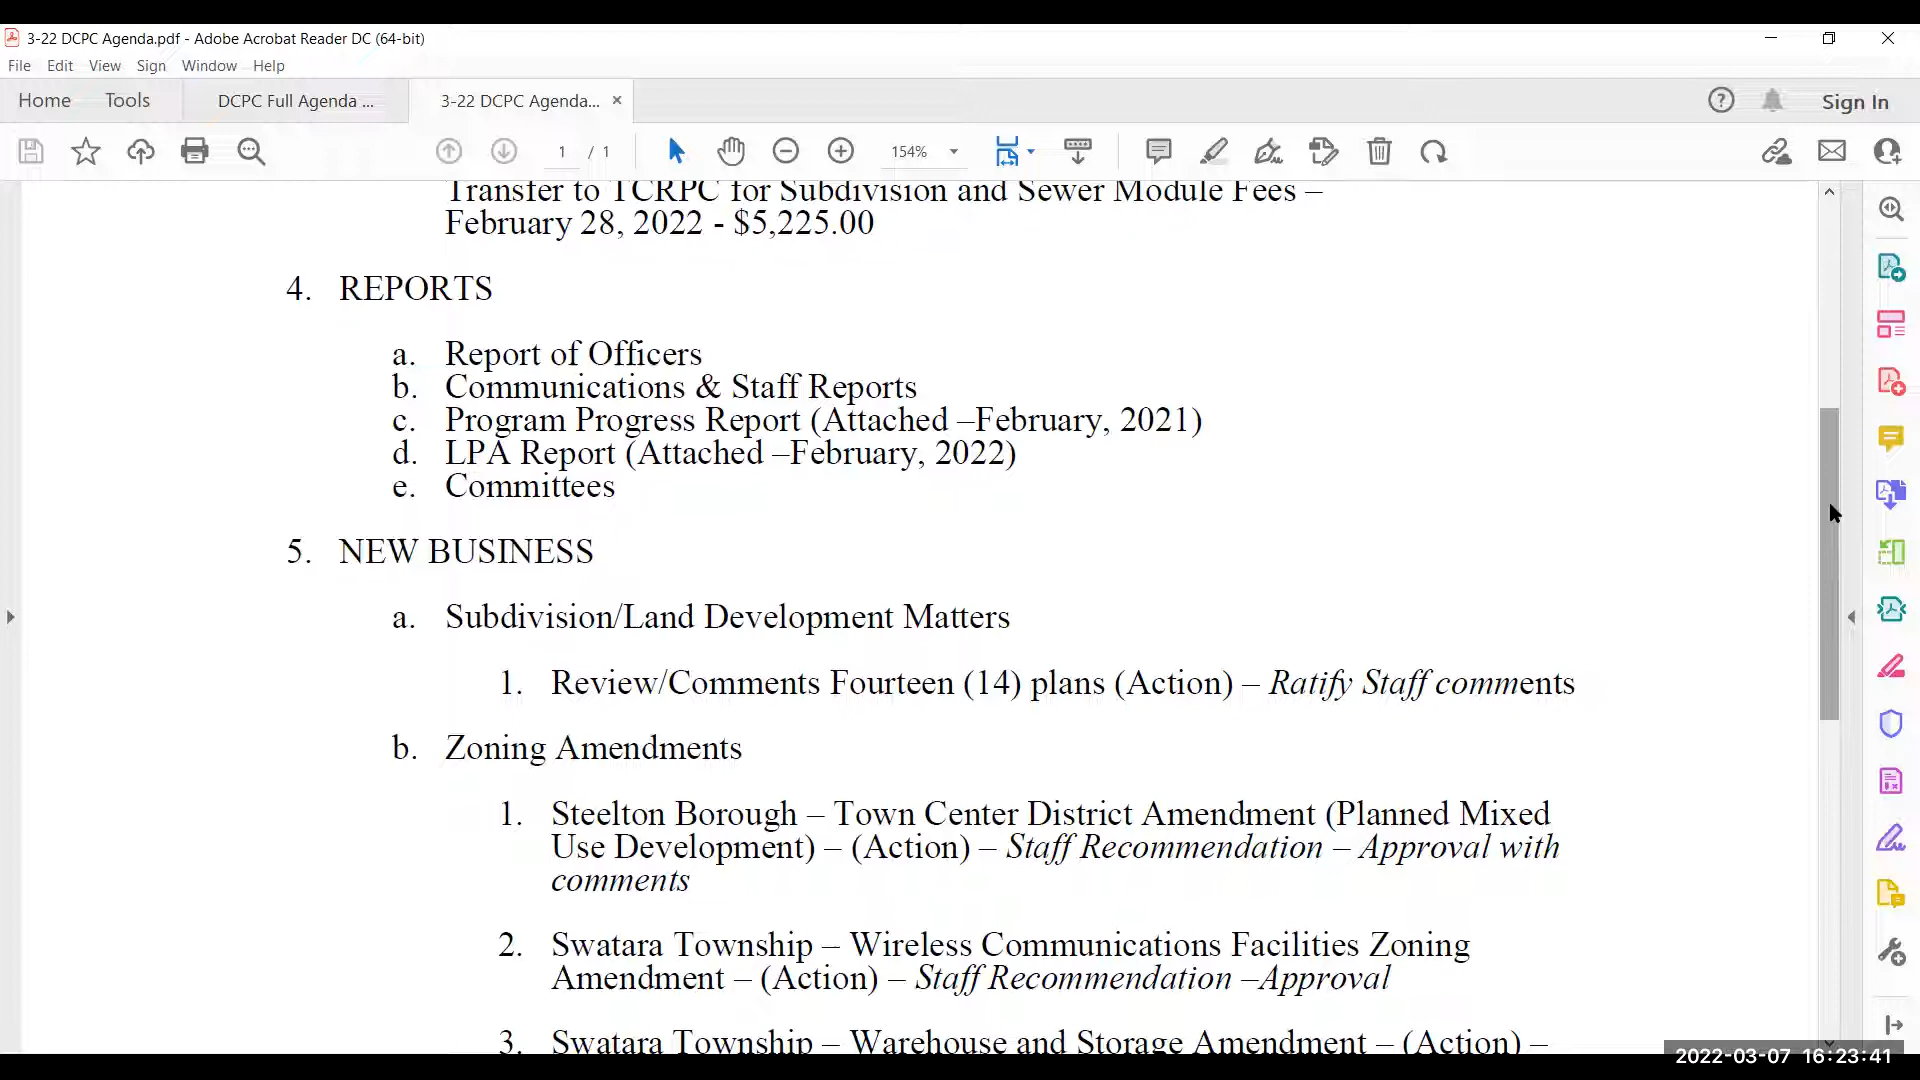 3-22 DCPC Agenda.pdf - Adobe Acrobat Reader DC (64-bit)
File Edit View Sign Window Help
Home Tools DCPC Full Agenda ... 3-22 DCPC Agenda... × Sign In
1 / 1 154%
Transfer to TCRPC for Subdivision and Sewer Module Fees –
February 28, 2022 - $5,225.00
4. REPORTS
a. Report of Officers
b. Communications & Staff Reports
c. Program Progress Report (Attached –February, 2021)
d. LPA Report (Attached –February, 2022)
e. Committees
5. NEW BUSINESS
a. Subdivision/Land Development Matters
1. Review/Comments Fourteen (14) plans (Action) – Ratify Staff comments
b. Zoning Amendments
1. Steelton Borough – Town Center District Amendment (Planned Mixed
Use Development) – (Action) – Staff Recommendation – Approval with
comments
2. Swatara Township – Wireless Communications Facilities Zoning
Amendment – (Action) – Staff Recommendation –Approval
3. Swatara Township – Warehouse and Storage Amendment – (Action) –
2022-03-07 16:23:41